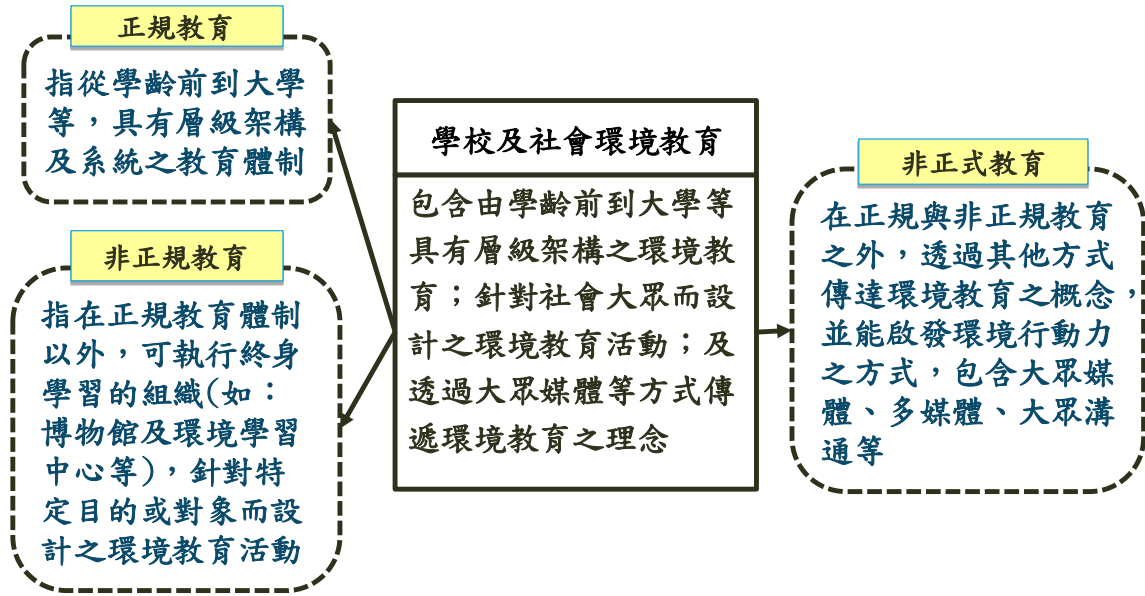 正規教育
指從學齡前到大學
等，具有層級架構
及系統之教育體制
非正規教育
指在正規教育體制
以外，可執行終身
學習的組織(如：
博物館及環境學習
中心等)，針對特
定目的或對象而設
計之環境教育活動
學校及社會環境教育
包含由學齡前到大學等
具有層級架構之環境教
育；針對社會大眾而設
計之環境教育活動；及
透過大眾媒體等方式傳
遞環境教育之理念
非正式教育
在正規與非正規教育
之外，透過其他方式
傳達環境教育之概念，
並能啟發環境行動力
之方式，包含大眾媒
體、多媒體、大眾溝
通等